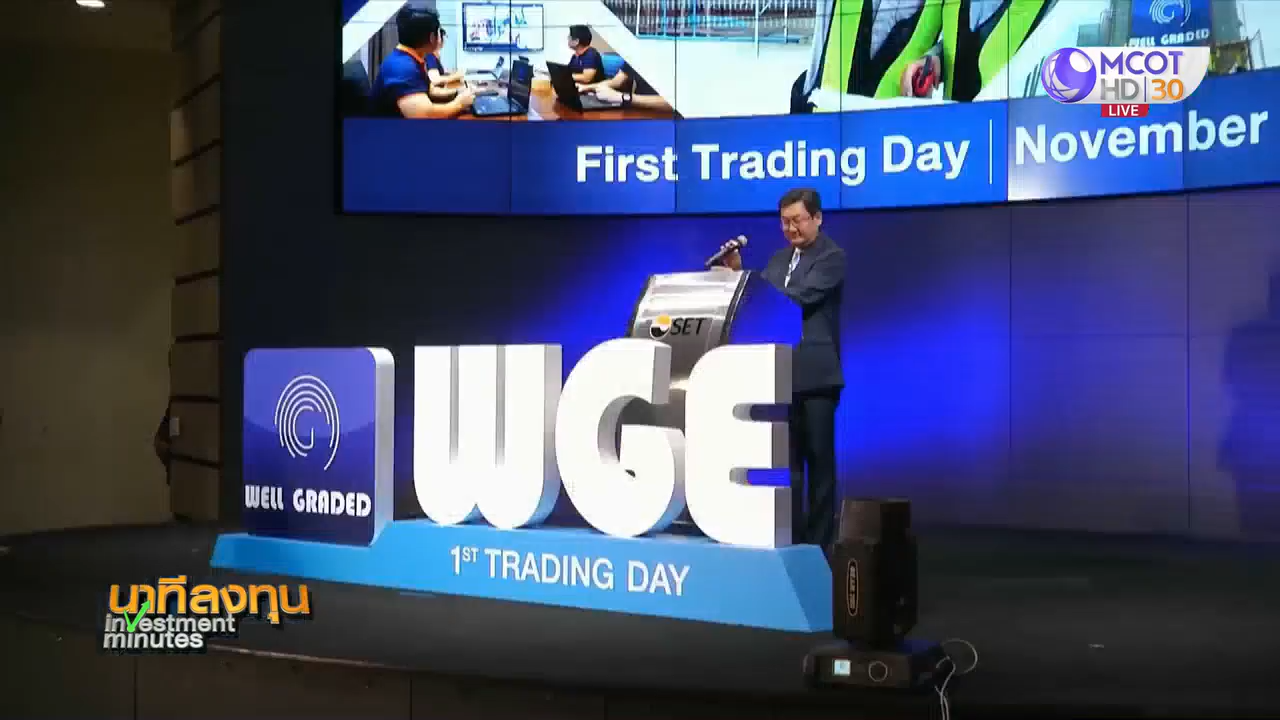 WELL GRADED
MCOT
HD 30
LIVE
First Trading Day | November
SET
WGE
WELL GRADED
1ST TRADING DAY
นาทีลงทุน
investment
minutes